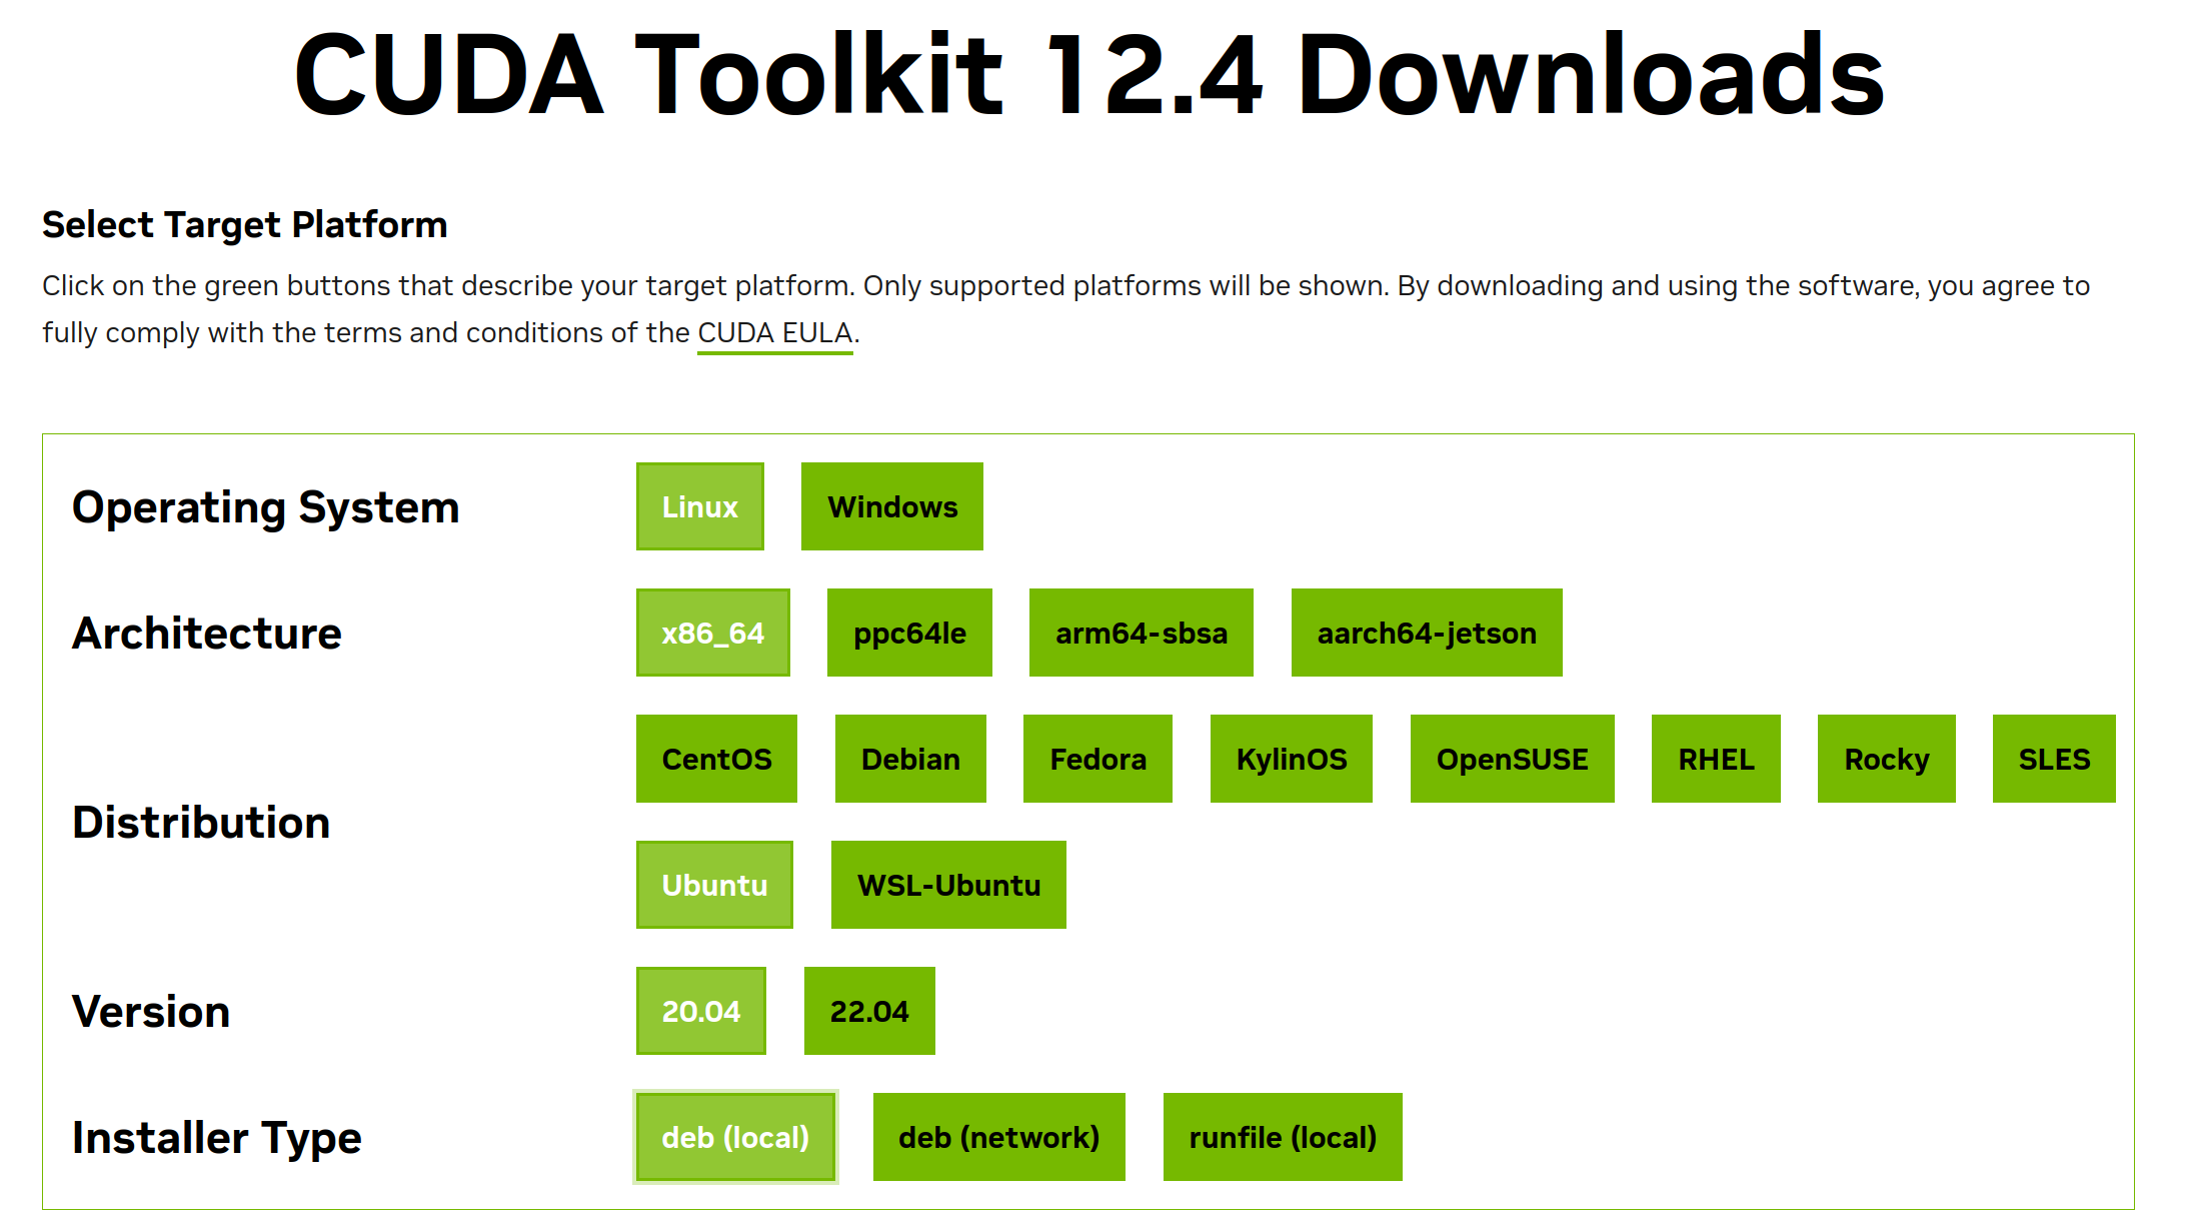 CUDA Toolkit 12.4 Downloads
Select Target Platform
Click on the green buttons that describe your target platform. Only supported platforms will be shown. By downloading and using the software, you agree to
fully comply with the terms and conditions of the CUDA EULA.
Operating System Linux Windows
Architecture x86_64 ppc64le arm64-sbsa aarch64-jetson
Distribution
CentOS Debian Fedora KylinOS OpenSUSE RHEL Rocky SLES
Ubuntu WSL-Ubuntu
Version 20.04 22.04
Installer Type deb (local) deb (network) runfile (local)